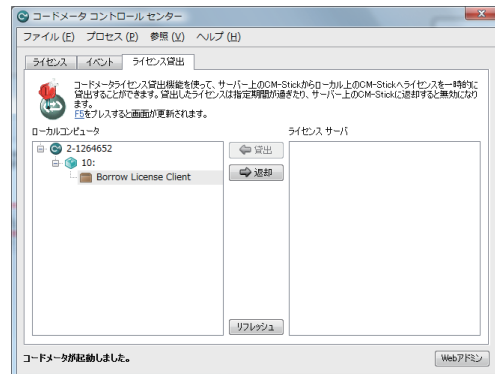 コードメータ コントロール センター
ファイル (F) プロセス (P) 参照 (V) ヘルプ (H)
ライセンス イベント ライセンス貸出
コードメータライセンス貸出機能を使って、サーバー上のCM-Stickからローカル上のCM-Stickへライセンスを一時的に
貸出することができます。貸出したライセンスは指定期間が過ぎたり、サーバー上のCM-Stickに返却すると無効になり
ます。
F5をプレスすると画面が更新されます。
ローカルコンピュータ ライセンス サーバ
2-1264652
貸出
10:
返却
Borrow License Client
リフレッシュ
コードメータが起動しました。
Webアドミン